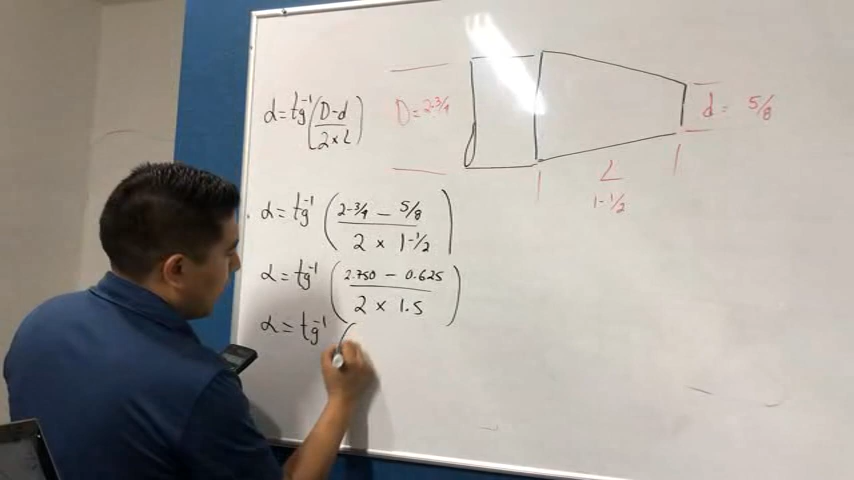 α = tg⁻¹ (D-d / 2 × L)
D = 2-3/4
d = 5/8
L
1-1/2
α = tg⁻¹ (2-3/4 - 5/8 / 2 × 1-1/2)
α = tg⁻¹ (2.750 - 0.625 / 2 × 1.5)
α = tg⁻¹ (